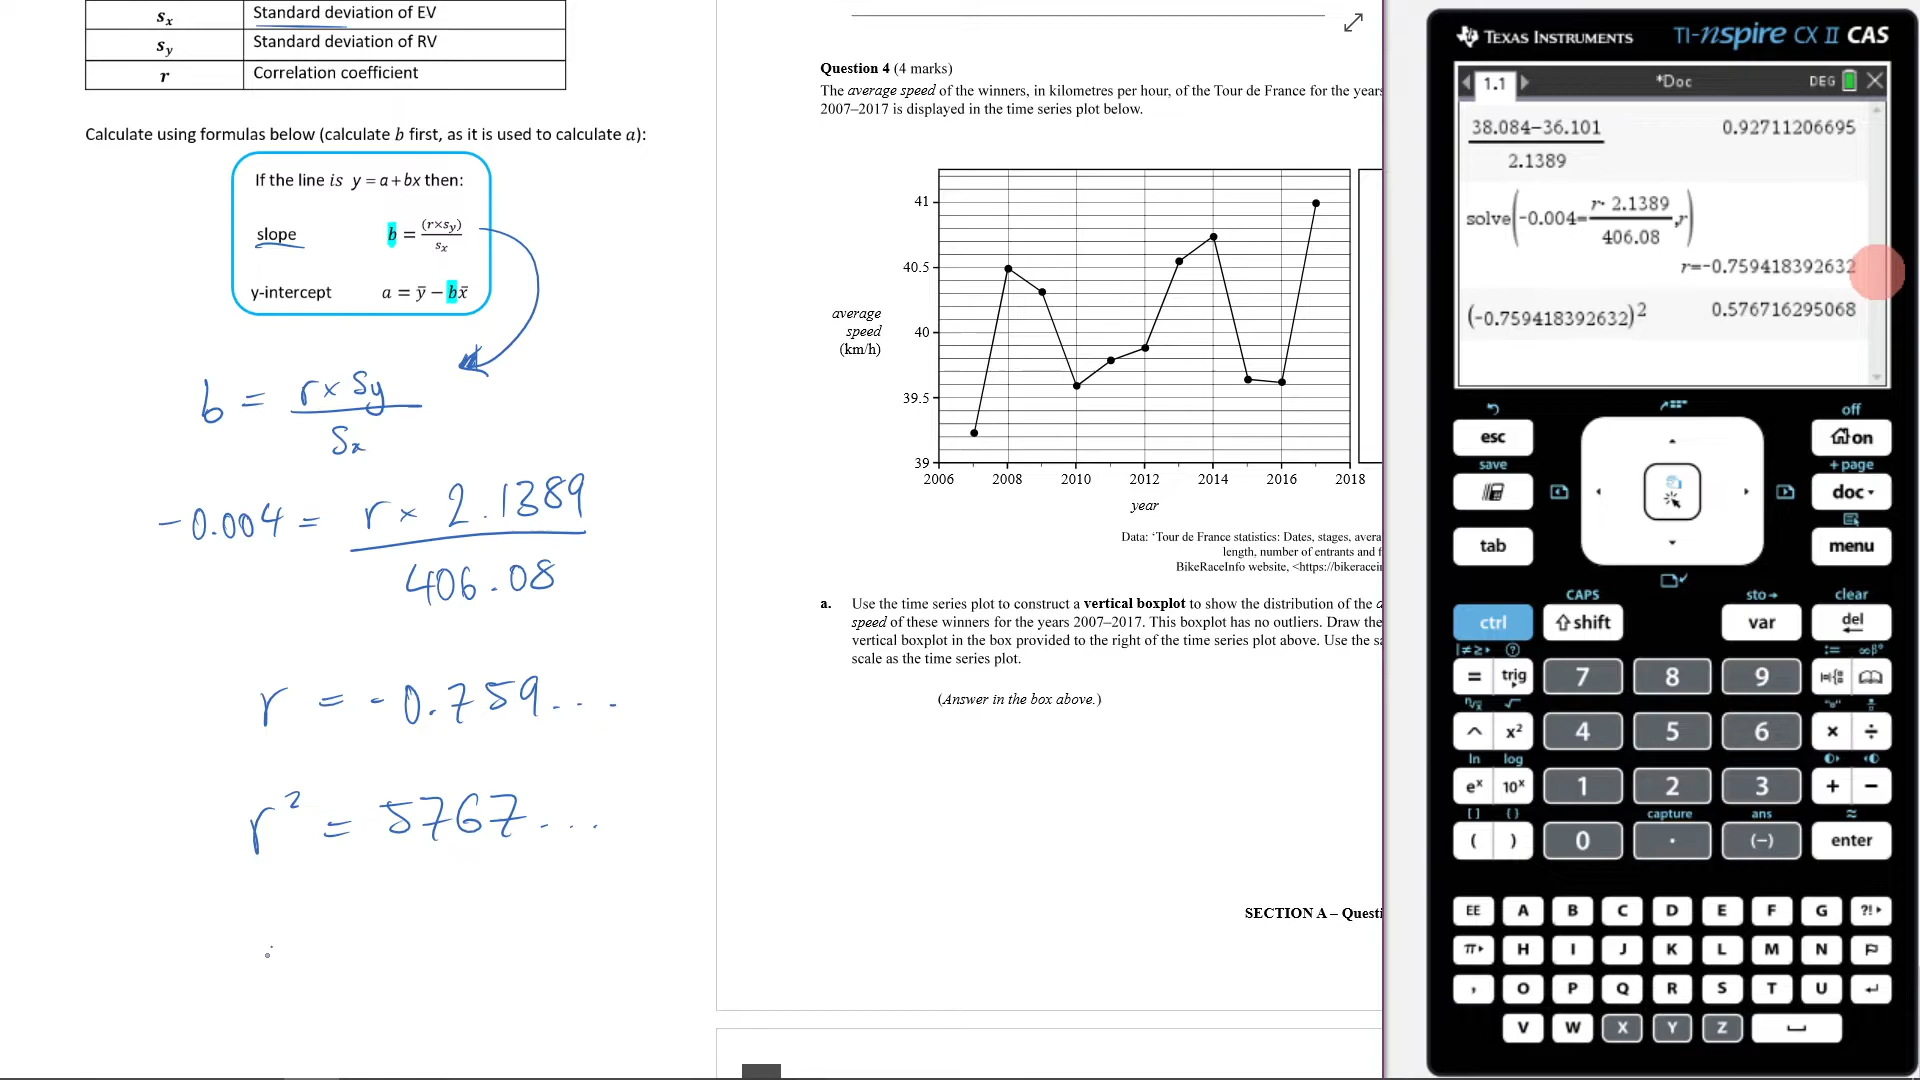 sx Standard deviation of EV
sy Standard deviation of RV
r Correlation coefficient
Calculate using formulas below (calculate b first, as it is used to calculate a):
If the line is y = a + bx then:
slope b = (r×sy)/sx
y-intercept a = ȳ − bx̄
b = r × Sy / Sx
-0.004 = r × 2.1389 / 406.08
r = -0.759...
r² = 5767...
Question 4 (4 marks)
The average speed of the winners, in kilometres per hour, of the Tour de France for the years
2007–2017 is displayed in the time series plot below.
41
40.5
40
39.5
39
average
speed
(km/h)
2006 2008 2010 2012 2014 2016 2018
year
Data: ‘Tour de France statistics: Dates, stages, avera
length, number of entrants and f
BikeRaceInfo website, <https://bikeracei
a. Use the time series plot to construct a vertical boxplot to show the distribution of the a
speed of these winners for the years 2007–2017. This boxplot has no outliers. Draw the
vertical boxplot in the box provided to the right of the time series plot above. Use the sa
scale as the time series plot.
(Answer in the box above.)
SECTION A – Questi
TEXAS INSTRUMENTS TI-nspire CX II CAS
1.1 *Doc DEG
38.084−36.101 / 2.1389 0.92711206695
solve(-0.004=r·2.1389/406.08,r)
r=-0.759418392632
(-0.759418392632)2 0.576716295068
off
esc on
save +page
doc
tab menu
CAPS sto→ clear
ctrl shift var del
|≠≥▸ ? := ∞β°
= trig 7 8 9
^ x² 4 5 6 × ÷
ln log
eˣ 10ˣ 1 2 3 + −
[ ] { } capture ans ≈
( ) 0 . (−) enter
EE A B C D E F G ?!▸
π▸ H I J K L M N
, O P Q R S T U ↵
V W X Y Z